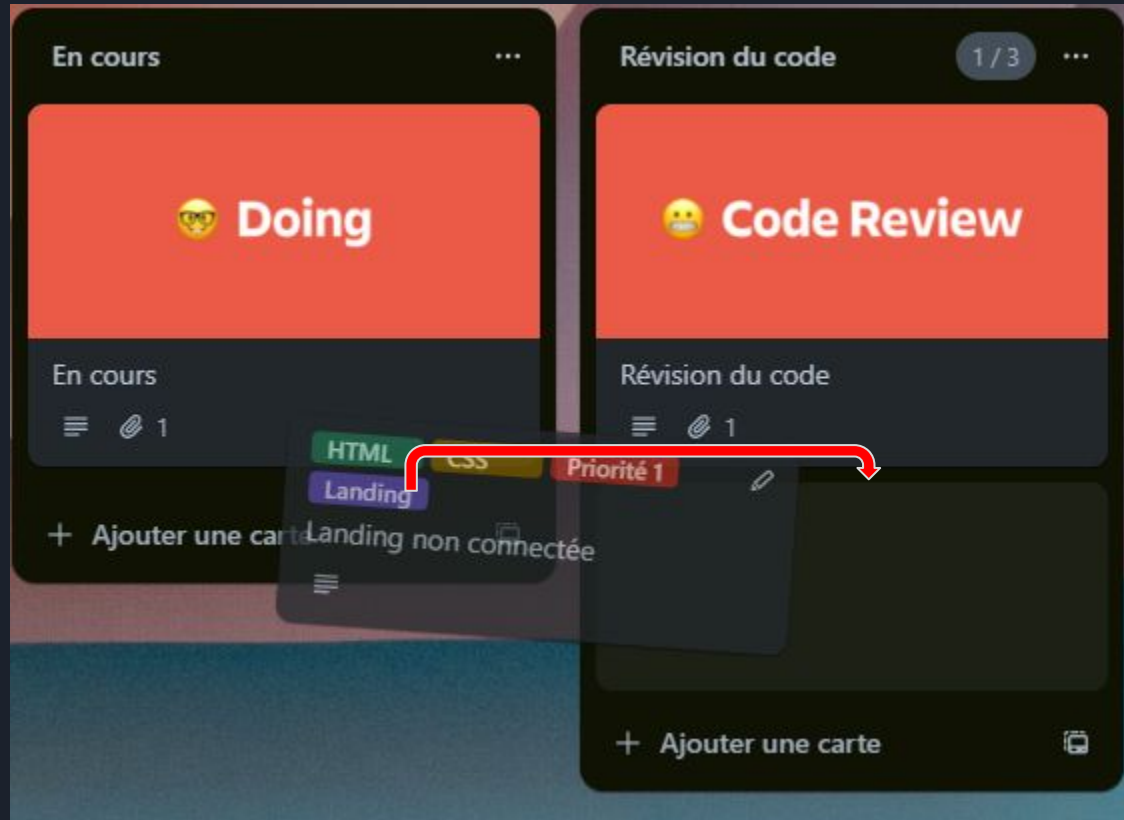 En cours
Doing
En cours
1
Ajouter une carte
Révision du code
1 / 3
Code Review
Révision du code
1
HTML
CSS
Priorité 1
Landing
Landing non connectée
Ajouter une carte